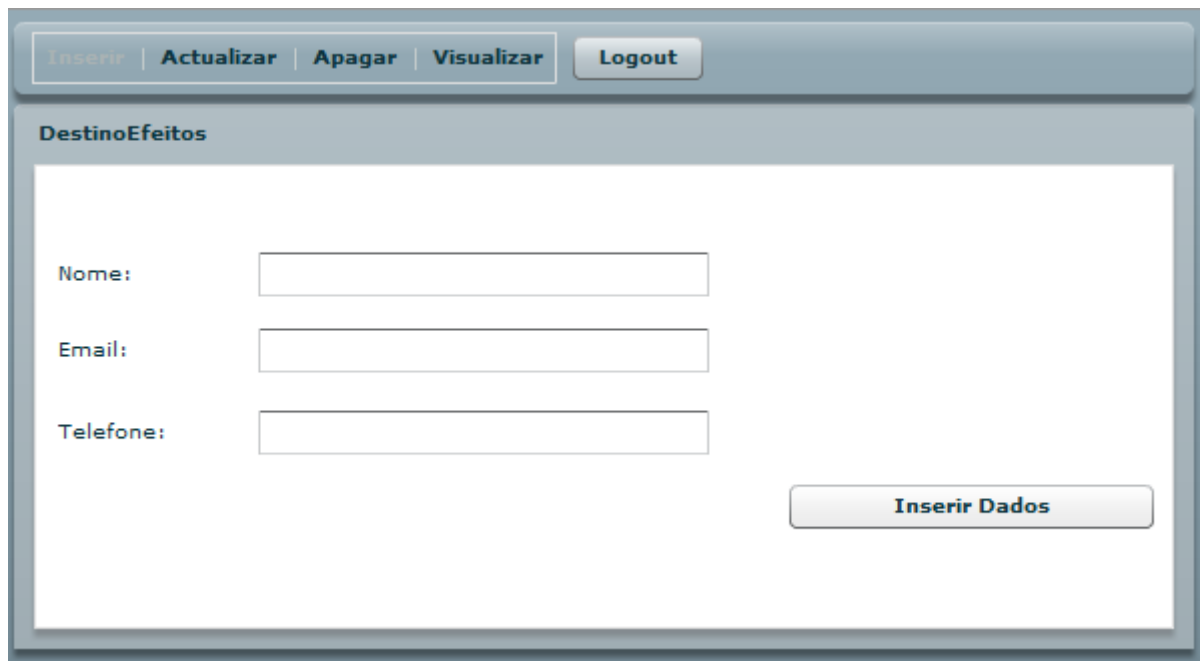 Inserir | Actualizar | Apagar | Visualizar Logout
DestinoEfeitos
Nome:
Email:
Telefone:
Inserir Dados